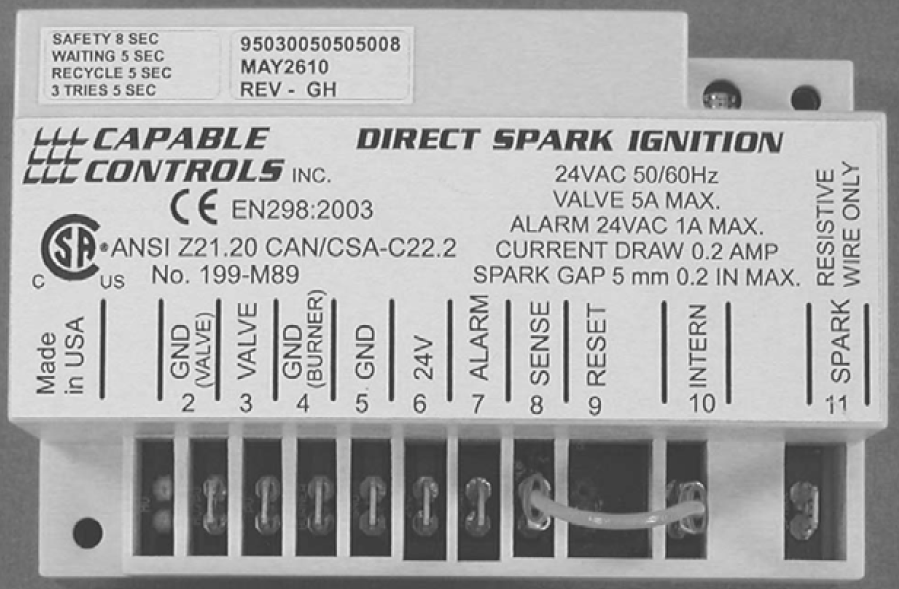 SAFETY 8 SEC
WAITING 5 SEC
RECYCLE 5 SEC
3 TRIES 5 SEC
95030050505008
MAY2610
REV - GH
CAPABLE
CONTROLS INC.
DIRECT SPARK IGNITION
CE EN298:2003
CSA® ANSI Z21.20 CAN/CSA-C22.2
C US No. 199-M89
24VAC 50/60Hz
VALVE 5A MAX.
ALARM 24VAC 1A MAX.
CURRENT DRAW 0.2 AMP
SPARK GAP 5 mm 0.2 IN MAX.
RESISTIVE
WIRE ONLY
Made
in USA
GND
(VALVE)
2
VALVE
3
GND
(BURNER)
4
GND
5
24V
6
ALARM
7
SENSE
8
RESET
9
INTERN
10
SPARK
11